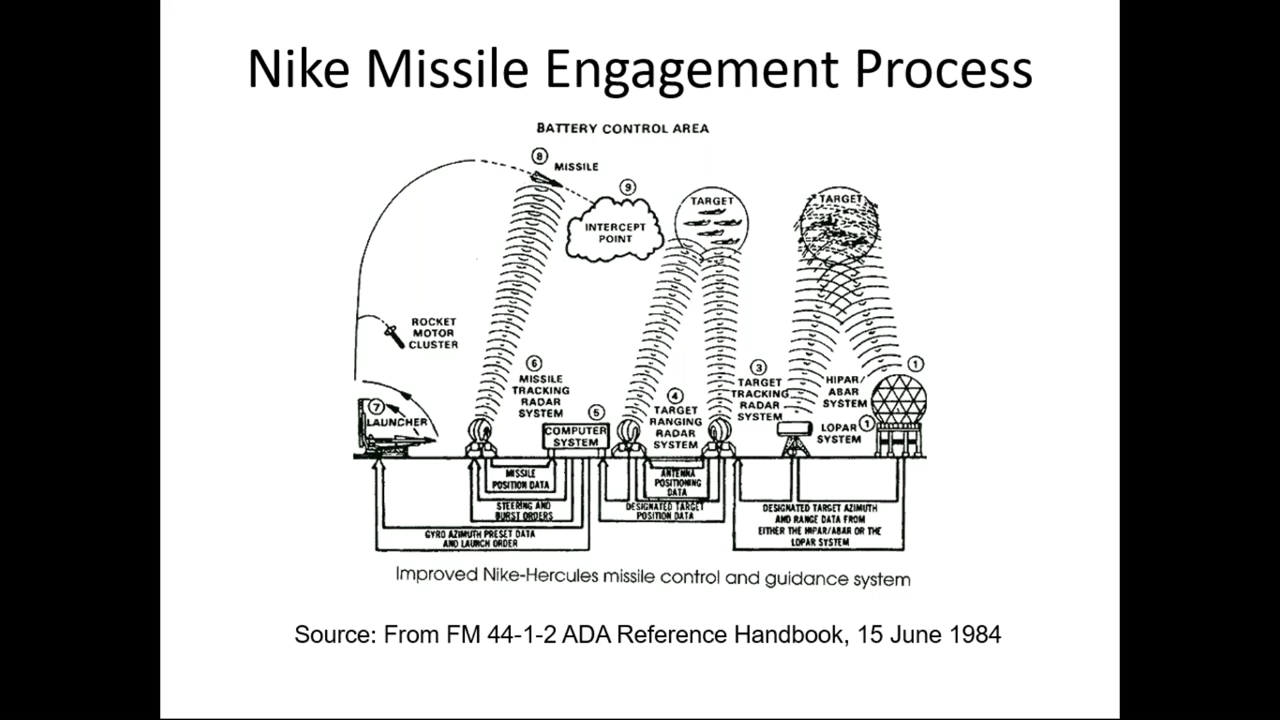 Nike Missile Engagement Process
BATTERY CONTROL AREA
8
MISSILE
9
INTERCEPT
POINT
TARGET
TARGET
ROCKET
MOTOR
CLUSTER
6
MISSILE
TRACKING
RADAR
SYSTEM
5
COMPUTER
SYSTEM
4
TARGET
RANGING
RADAR
SYSTEM
3
TARGET
TRACKING
RADAR
SYSTEM
HIPAR/
ABAR
SYSTEM
1
LOPAR
SYSTEM
1
7
LAUNCHER
MISSILE
POSITION DATA
ANTENNA
POSITIONING
DATA
STEERING AND
BURST ORDERS
DESIGNATED TARGET
POSITION DATA
DESIGNATED TARGET AZIMUTH
AND RANGE DATA FROM
EITHER THE HIPAR/ABAR OR THE
LOPAR SYSTEM
GYRO AZIMUTH PRESET DATA
AND LAUNCH ORDER
Improved Nike-Hercules missile control and guidance system
Source: From FM 44-1-2 ADA Reference Handbook, 15 June 1984